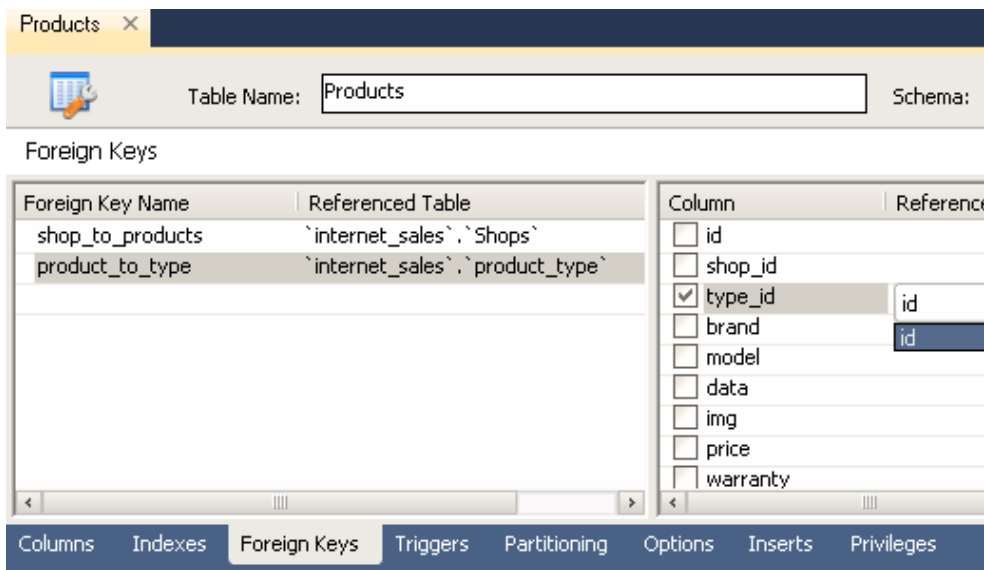 Products
Table Name: Products Schema:
Foreign Keys
Foreign Key Name Referenced Table Column Reference
shop_to_products `internet_sales`.`Shops` id
product_to_type `internet_sales`.`product_type` shop_id
type_id id
brand id
model
data
img
price
warranty
Columns Indexes Foreign Keys Triggers Partitioning Options Inserts Privileges